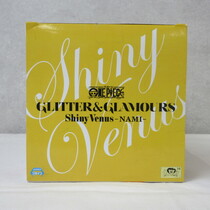 Shiny
ONE PIECE
GLITTER&GLAMOURS
Shiny Venus -NAMI-
Venus